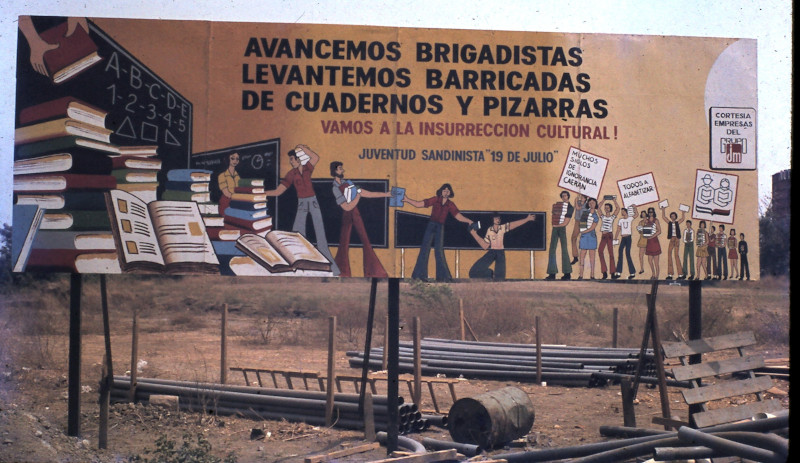 AVANCEMOS BRIGADISTAS
LEVANTEMOS BARRICADAS
DE CUADERNOS Y PIZARRAS
VAMOS A LA INSURRECCION CULTURAL!
JUVENTUD SANDINISTA "19 DE JULIO"
A-B-C-D-E-
1-2-3-4-5
MUCHOS
SIGLOS DE
IGNORANCIA
CAERAN
TODOS A
ALFABETIZAR
CORTESIA
EMPRESAS
DEL